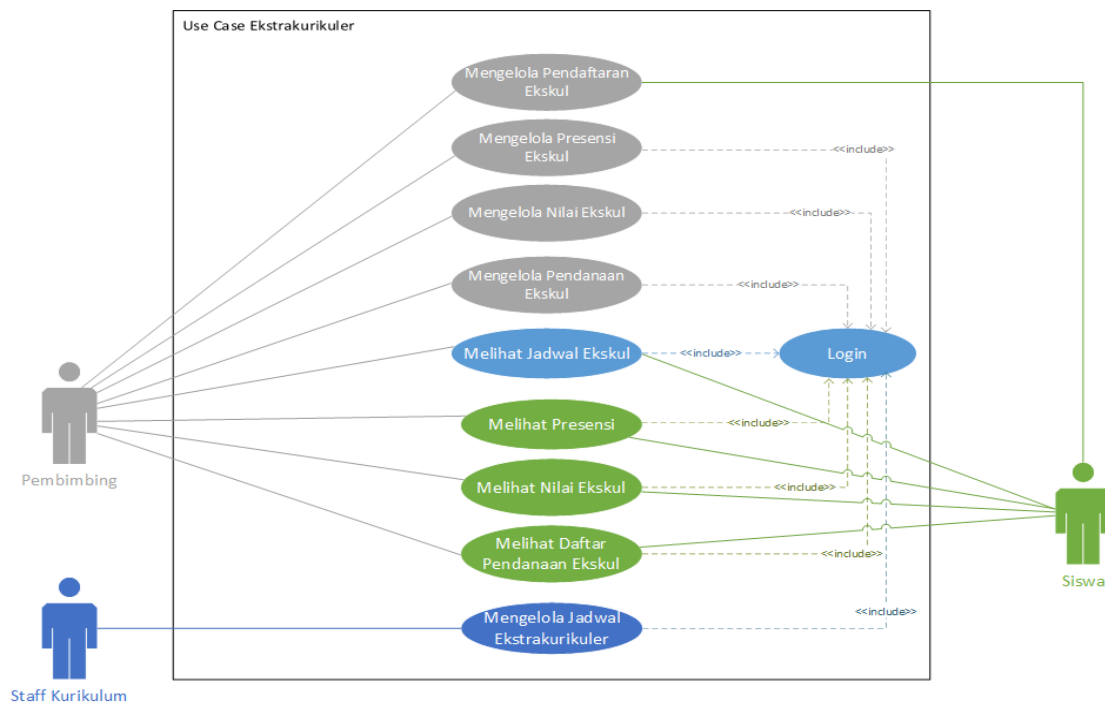 Use Case Ekstrakurikuler
Mengelola Pendaftaran
Ekskul
Mengelola Presensi
Ekskul
<<include>>
Mengelola Nilai Ekskul
<<include>>
Mengelola Pendanaan
Ekskul
<<include>>
Melihat Jadwal Ekskul
<<include>>
Login
Melihat Presensi
<<include>>
Pembimbing
Melihat Nilai Ekskul
<<include>>
Melihat Daftar
Pendanaan Ekskul
<<include>>
Siswa
Mengelola Jadwal
Ekstrakurikuler
<<include>>
Staff Kurikulum